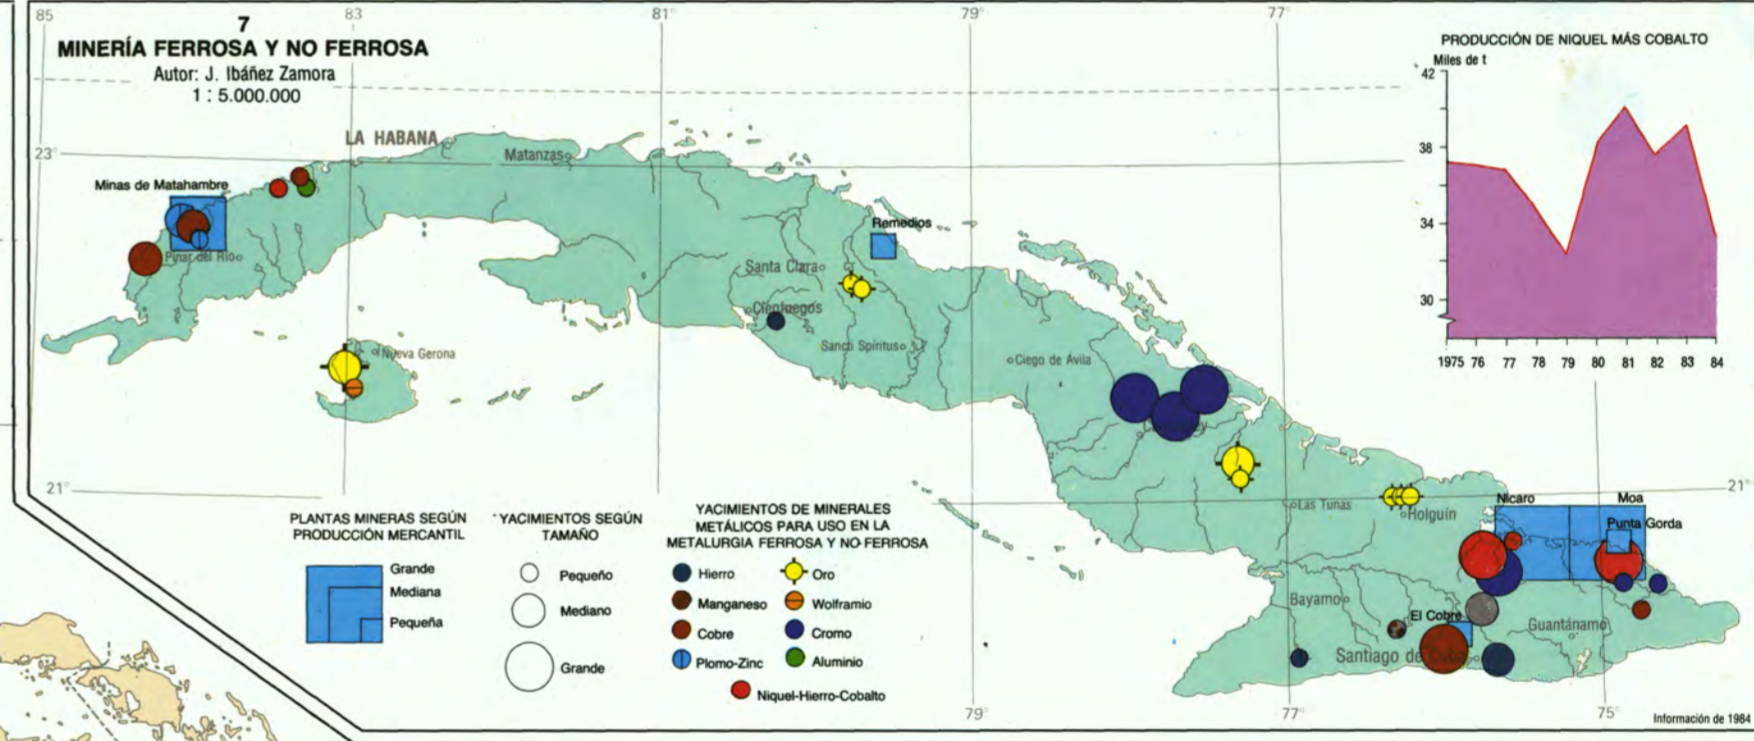 85
83
81°
79°
77°
7
MINERÍA FERROSA Y NO FERROSA
Autor: J. Ibáñez Zamora
1 : 5.000.000
PRODUCCIÓN DE NIQUEL MÁS COBALTO
Miles de t
42
38
34
30
1975 76 77 78 79 80 81 82 83 84
23°
LA HABANA
Matanzas
Minas de Matahambre
Pinar del Río
Remedios
Santa Clara
Cienfuegos
Sancti Spíritus
Nueva Gerona
Ciego de Avila
21°
21°
Las Tunas
Holguín
Nicaro
Moa
Punta Gorda
Bayamo
El Cobre
Guantánamo
Santiago de Cuba
PLANTAS MINERAS SEGÚN
PRODUCCIÓN MERCANTIL
Grande
Mediana
Pequeña
YACIMIENTOS SEGÚN
TAMAÑO
Pequeño
Mediano
Grande
YACIMIENTOS DE MINERALES
METÁLICOS PARA USO EN LA
METALURGIA FERROSA Y NO FERROSA
Hierro
Manganeso
Cobre
Plomo-Zinc
Oro
Wolframio
Cromo
Aluminio
Niquel-Hierro-Cobalto
79°
77°
75°
Información de 1984